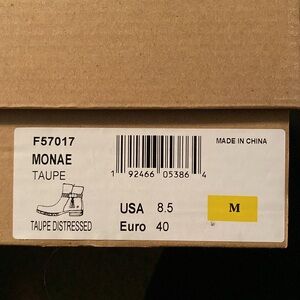 F57017
MONAE
TAUPE
TAUPE DISTRESSED
1 92466 05386 4
MADE IN CHINA
USA 8.5
Euro 40
M